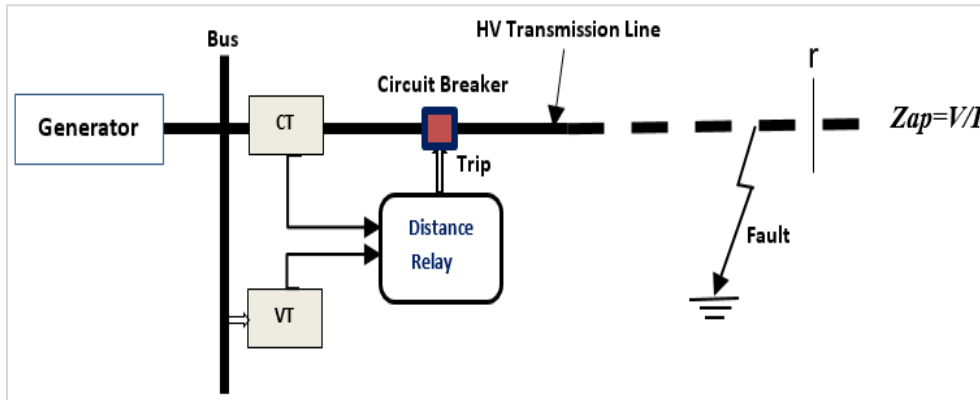 Bus
HV Transmission Line
Circuit Breaker
r
Generator
CT
Zap=V/I
Trip
Distance
Relay
Fault
VT